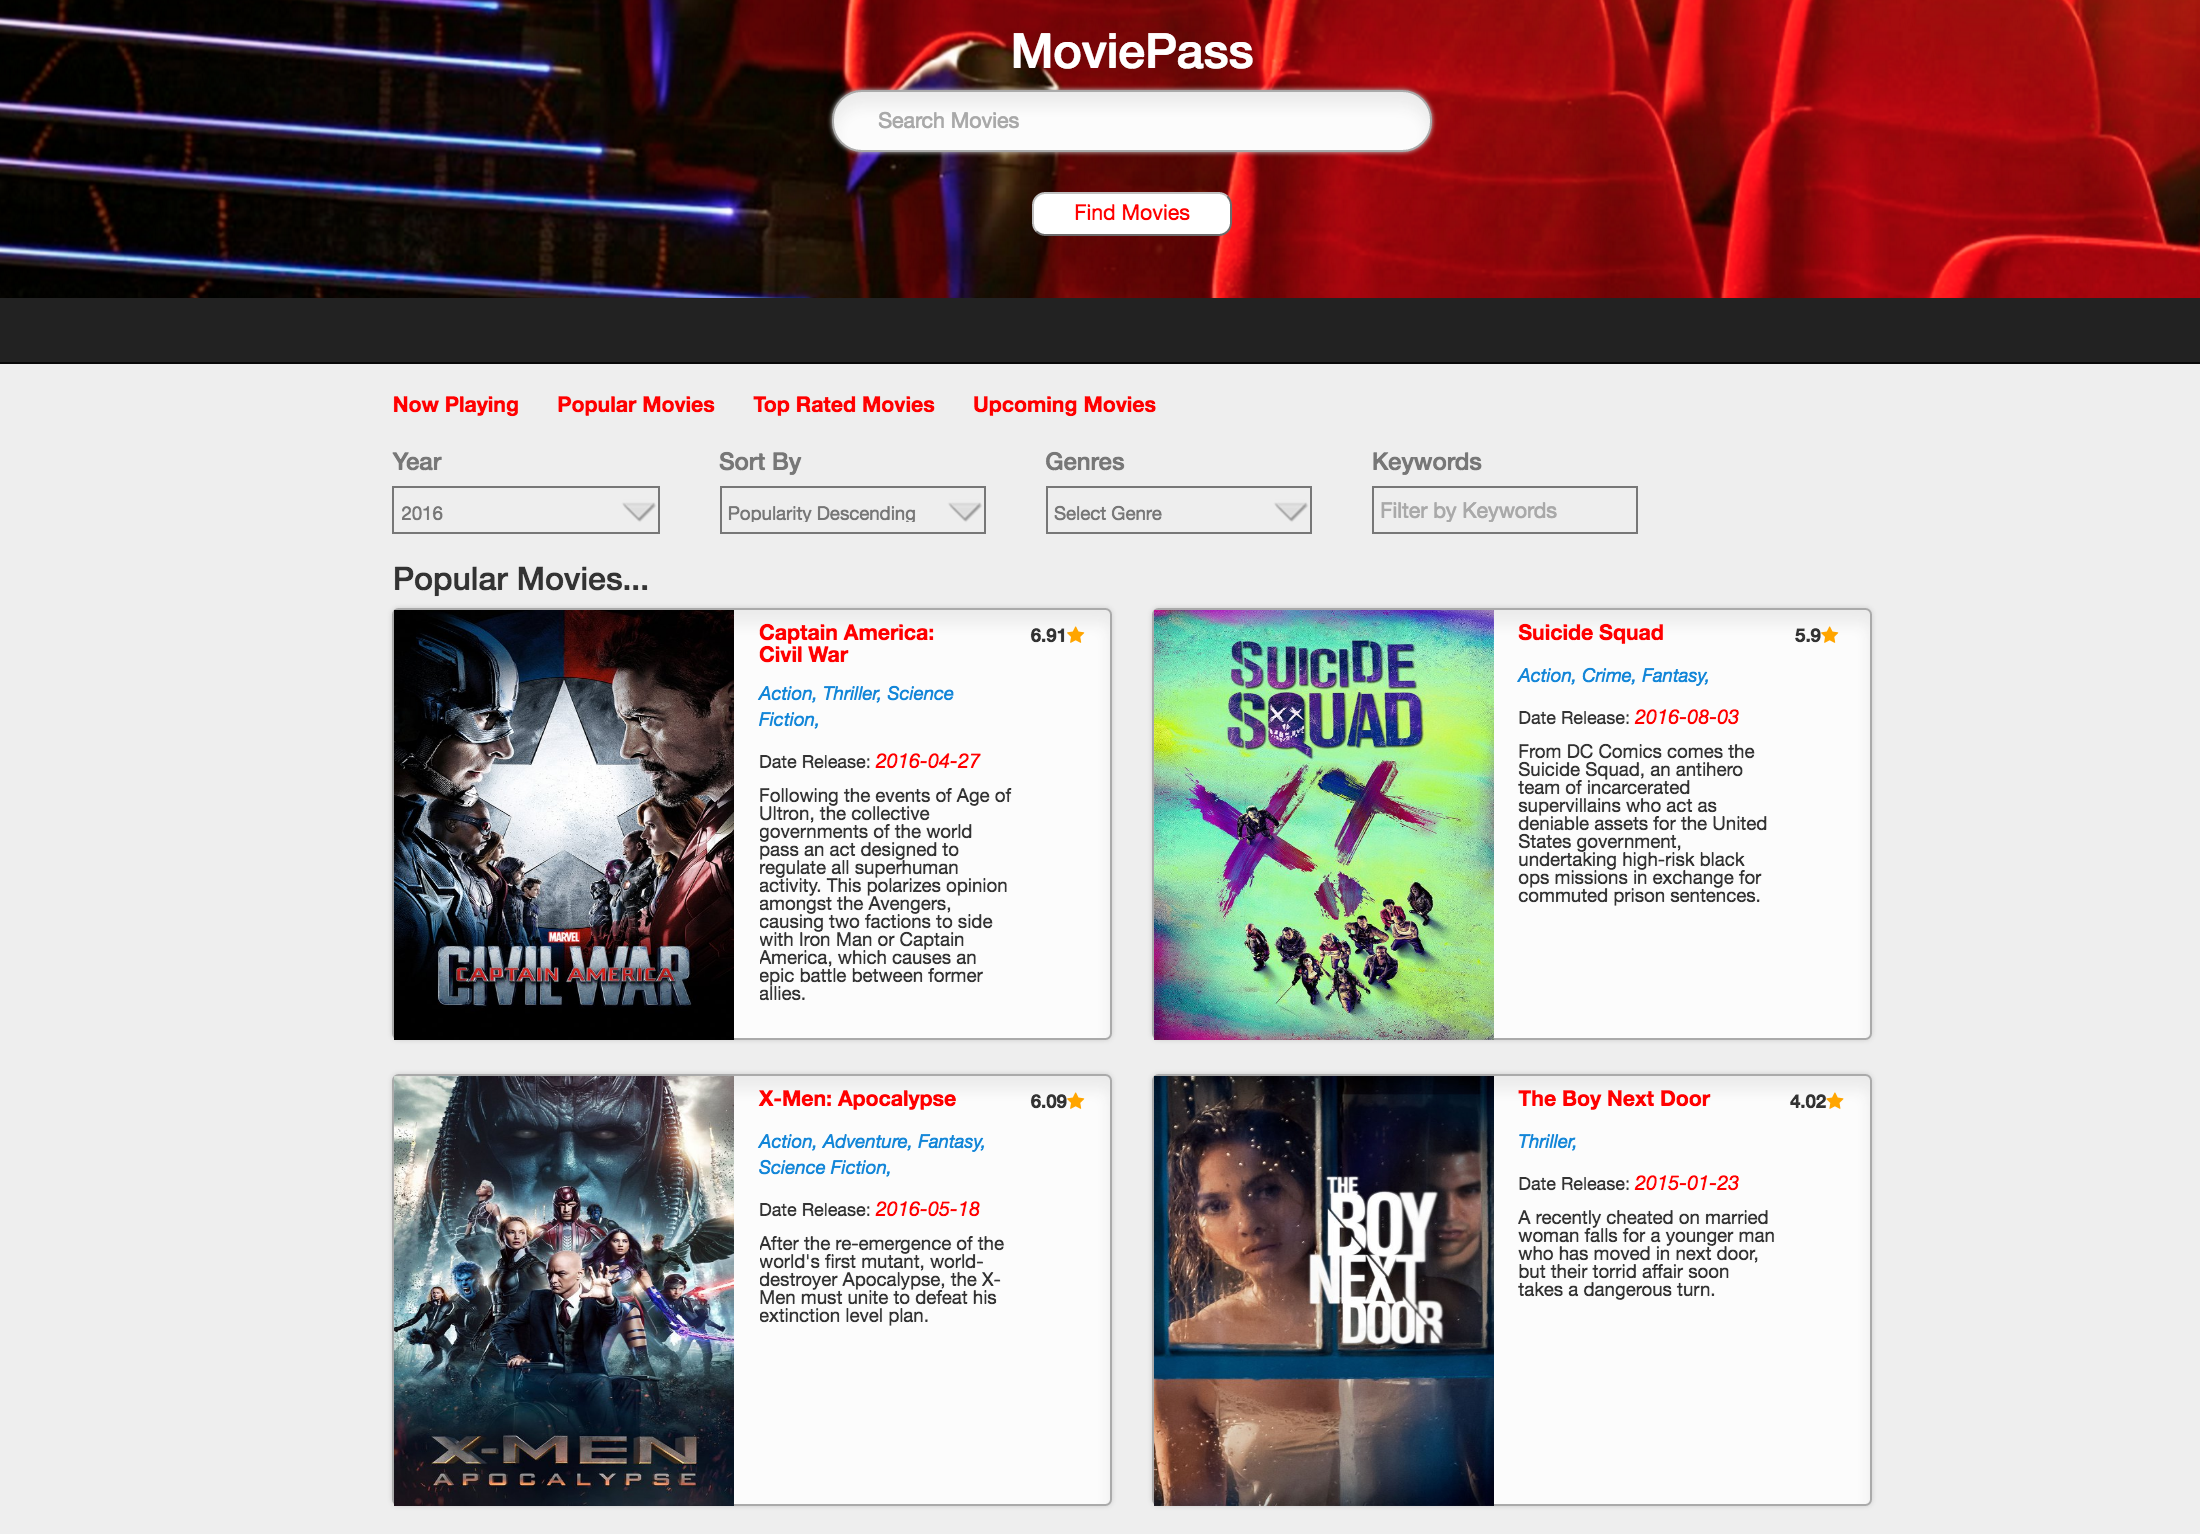 MoviePass
Search Movies
Find Movies
Now Playing
Popular Movies
Top Rated Movies
Upcoming Movies
Year
Sort By
Genres
Keywords
2016
Popularity Descending
Select Genre
Filter by Keywords
Popular Movies...
MARVEL
CIVIL WAR
CAPTAIN AMERICA
Captain America:
Civil War
6.91
Action, Thriller, Science
Fiction,
Date Release: 2016-04-27
Following the events of Age of
Ultron, the collective
governments of the world
pass an act designed to
regulate all superhuman
activity. This polarizes opinion
amongst the Avengers,
causing two factions to side
with Iron Man or Captain
America, which causes an
epic battle between former
allies.
SUICIDE
SQUAD
Suicide Squad
5.9
Action, Crime, Fantasy,
Date Release: 2016-08-03
From DC Comics comes the
Suicide Squad, an antihero
team of incarcerated
supervillains who act as
deniable assets for the United
States government,
undertaking high-risk black
ops missions in exchange for
commuted prison sentences.
X-MEN
APOCALYPSE
X-Men: Apocalypse
6.09
Action, Adventure, Fantasy,
Science Fiction,
Date Release: 2016-05-18
After the re-emergence of the
world's first mutant, world-
destroyer Apocalypse, the X-
Men must unite to defeat his
extinction level plan.
THE
BOY
NEXT
DOOR
The Boy Next Door
4.02
Thriller,
Date Release: 2015-01-23
A recently cheated on married
woman falls for a younger man
who has moved in next door,
but their torrid affair soon
takes a dangerous turn.